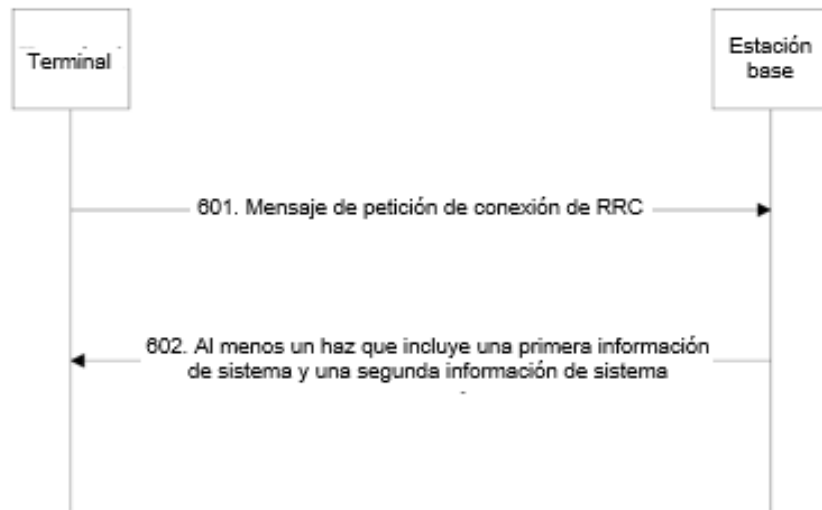 Terminal
Estación
base
601. Mensaje de petición de conexión de RRC
602. Al menos un haz que incluye una primera información
de sistema y una segunda información de sistema